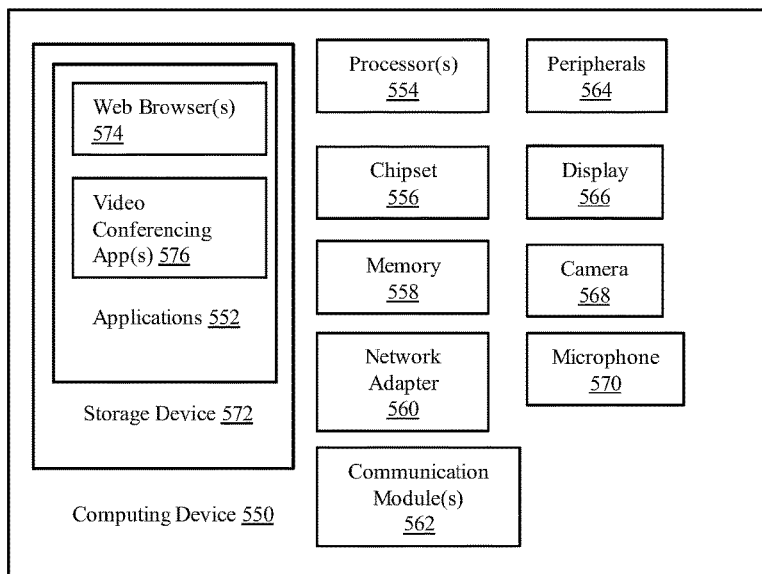 Web Browser(s)
574
Video
Conferencing
App(s) 576
Applications 552
Storage Device 572
Computing Device 550
Processor(s)
554
Chipset
556
Memory
558
Network
Adapter
560
Communication
Module(s)
562
Peripherals
564
Display
566
Camera
568
Microphone
570